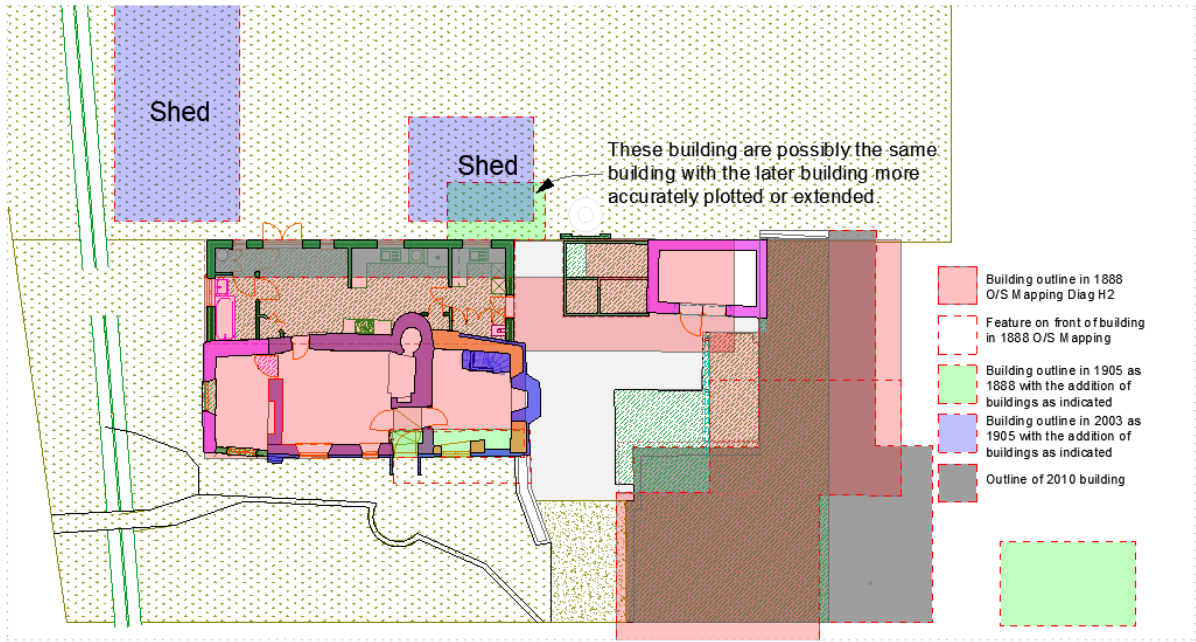 Shed
Shed
These building are possibly the same
building with the later building more
accurately plotted or extended.
Building outline in 1888
O/S Mapping Diag H2
Feature on front of building
in 1888 O/S Mapping
Building outline in 1905 as
1888 with the addition of
buildings as indicated
Building outline in 2003 as
1905 with the addition of
buildings as indicated
Outline of 2010 building